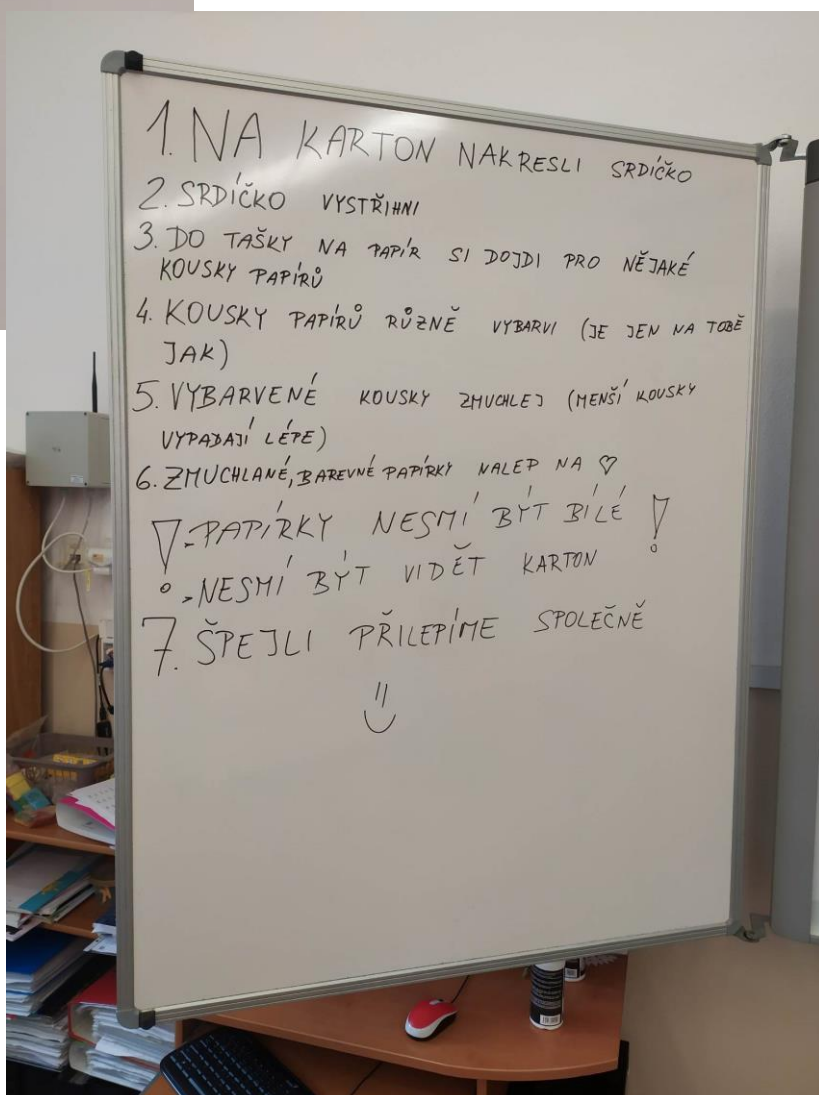 1. NA KARTON NAKRESLI SRDÍČKO
2. SRDÍČKO VYSTŘIHNI
3. DO TAŠKY NA PAPÍR SI DOJDI PRO NĚJAKÉ
KOUSKY PAPÍRŮ
4. KOUSKY PAPÍRŮ RŮZNĚ VYBARVI (JE JEN NA TOBĚ
JAK)
5. VYBARVENÉ KOUSKY ZMUCHLEJ (MENŠÍ KOUSKY
VYPADAJÍ LÉPE)
6. ZMUCHLANÉ, BAREVNÉ PAPÍRKY NALEP NA ♡
! - PAPÍRKY NESMÍ BÝT BÍLÉ !
- NESMÍ BÝT VIDĚT KARTON
7. ŠPEJLI PŘILEPÍME SPOLEČNĚ